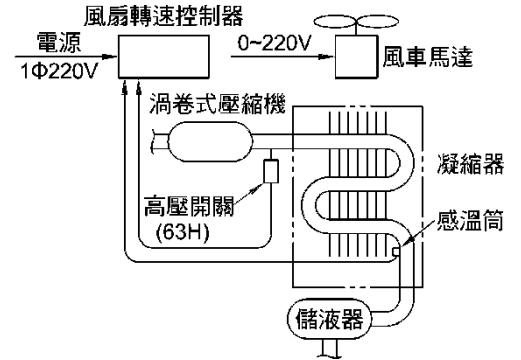 風扇轉速控制器
電源
1Φ220V
0~220V
風車馬達
渦卷式壓縮機
凝縮器
高壓開關
(63H)
感溫筒
儲液器